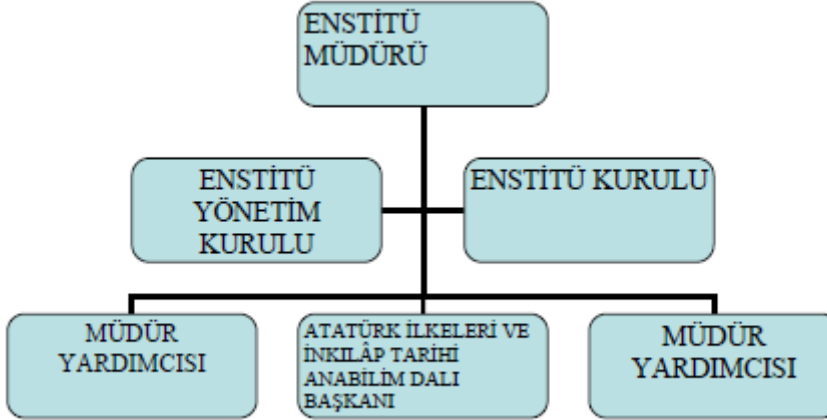 ENSTİTÜ
MÜDÜRÜ
ENSTİTÜ
YÖNETİM
KURULU
ENSTİTÜ KURULU
MÜDÜR
YARDIMCISI
ATATÜRK İLKELERİ VE
İNKILÂP TARİHİ
ANABİLİM DALI
BAŞKANI
MÜDÜR
YARDIMCISI